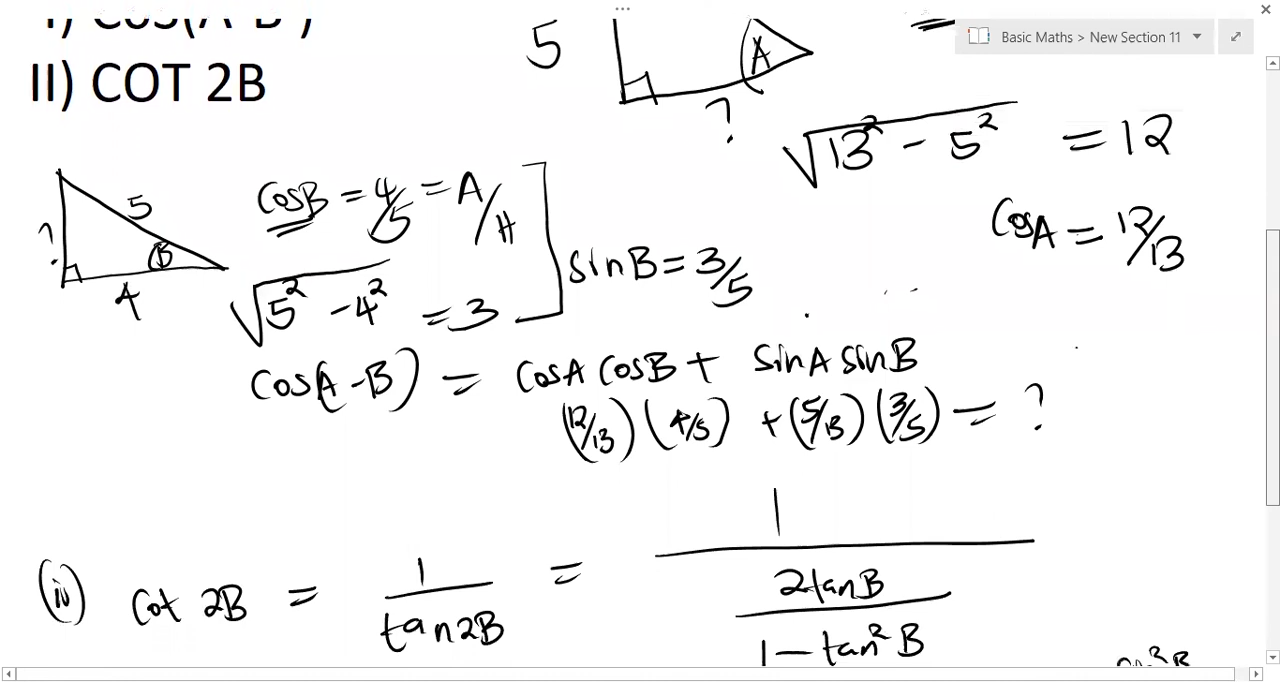 I) COS(A-B)
5
A
Basic Maths > New Section 11
II) COT 2B
?
√13² - 5² = 12
5
cosB = 4/5 = A/H
?
B
4
√5² - 4² = 3
sinB = 3/5
cosA = 12/13
cos(A - B) = cosA cosB + sinA sinB
(12/13) (4/5) + (5/13) (3/5) = ?
(ii) cot 2B = 1/tan2B = 1/(2tanB/(1 - tan²B))